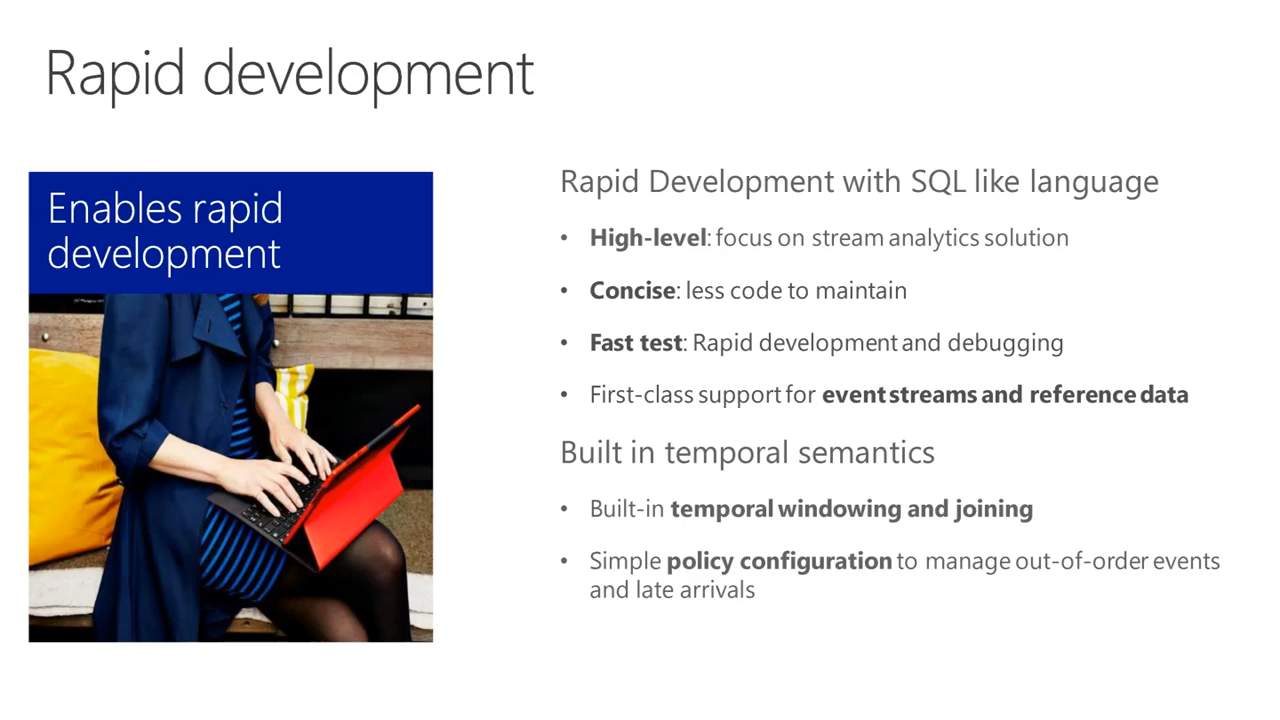 Rapid development
Enables rapid
development
Rapid Development with SQL like language
• High-level: focus on stream analytics solution
• Concise: less code to maintain
• Fast test: Rapid development and debugging
• First-class support for event streams and reference data
Built in temporal semantics
• Built-in temporal windowing and joining
• Simple policy configuration to manage out-of-order events
and late arrivals